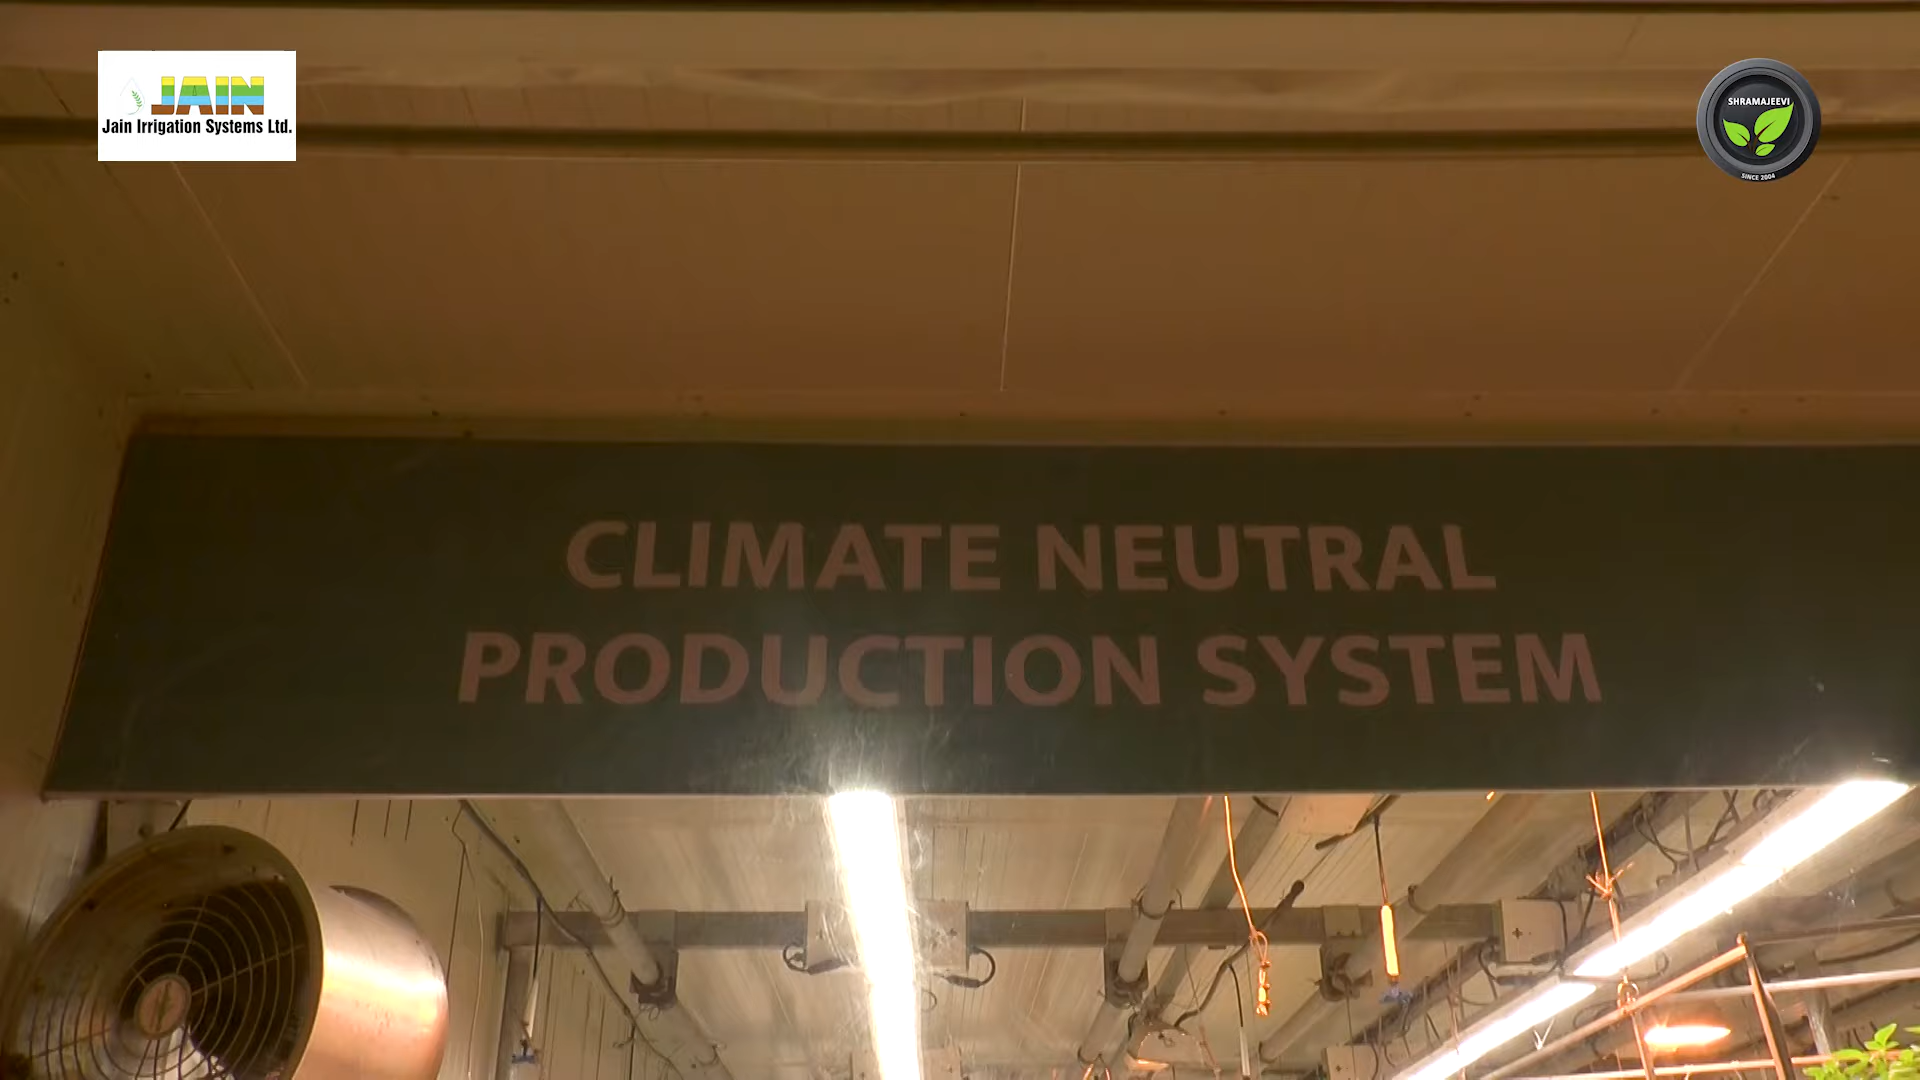 JAIN
Jain Irrigation Systems Ltd.
SHRAMAJEEVI
SINCE 2004
CLIMATE NEUTRAL
PRODUCTION SYSTEM